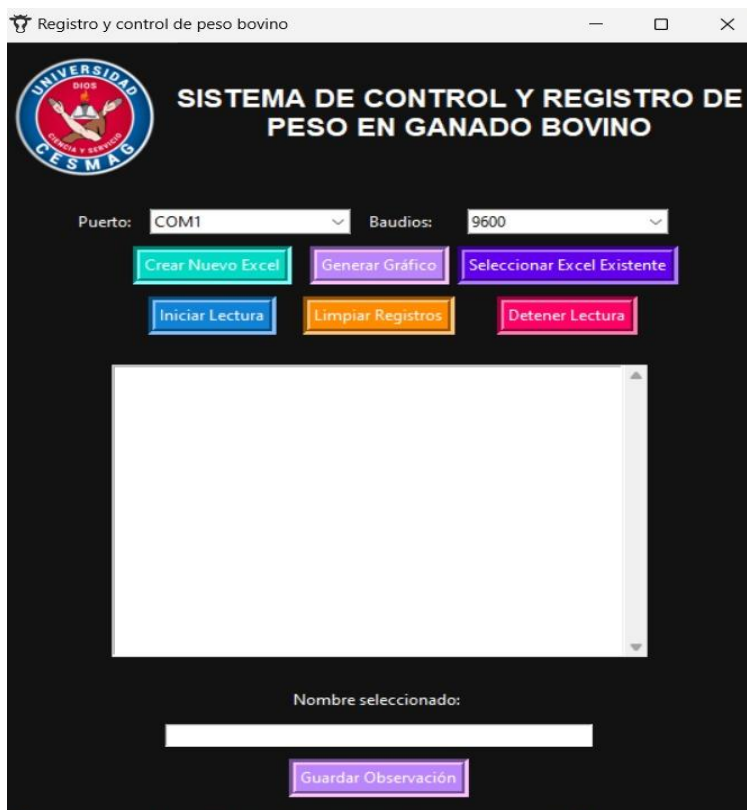 Registro y control de peso bovino
UNIVERSIDAD
DIOS
CIENCIA Y SERVICIO
CESMAG
SISTEMA DE CONTROL Y REGISTRO DE
PESO EN GANADO BOVINO
Puerto: COM1 Baudios: 9600
Crear Nuevo Excel Generar Gráfico Seleccionar Excel Existente
Iniciar Lectura Limpiar Registros Detener Lectura
Nombre seleccionado:
Guardar Observación